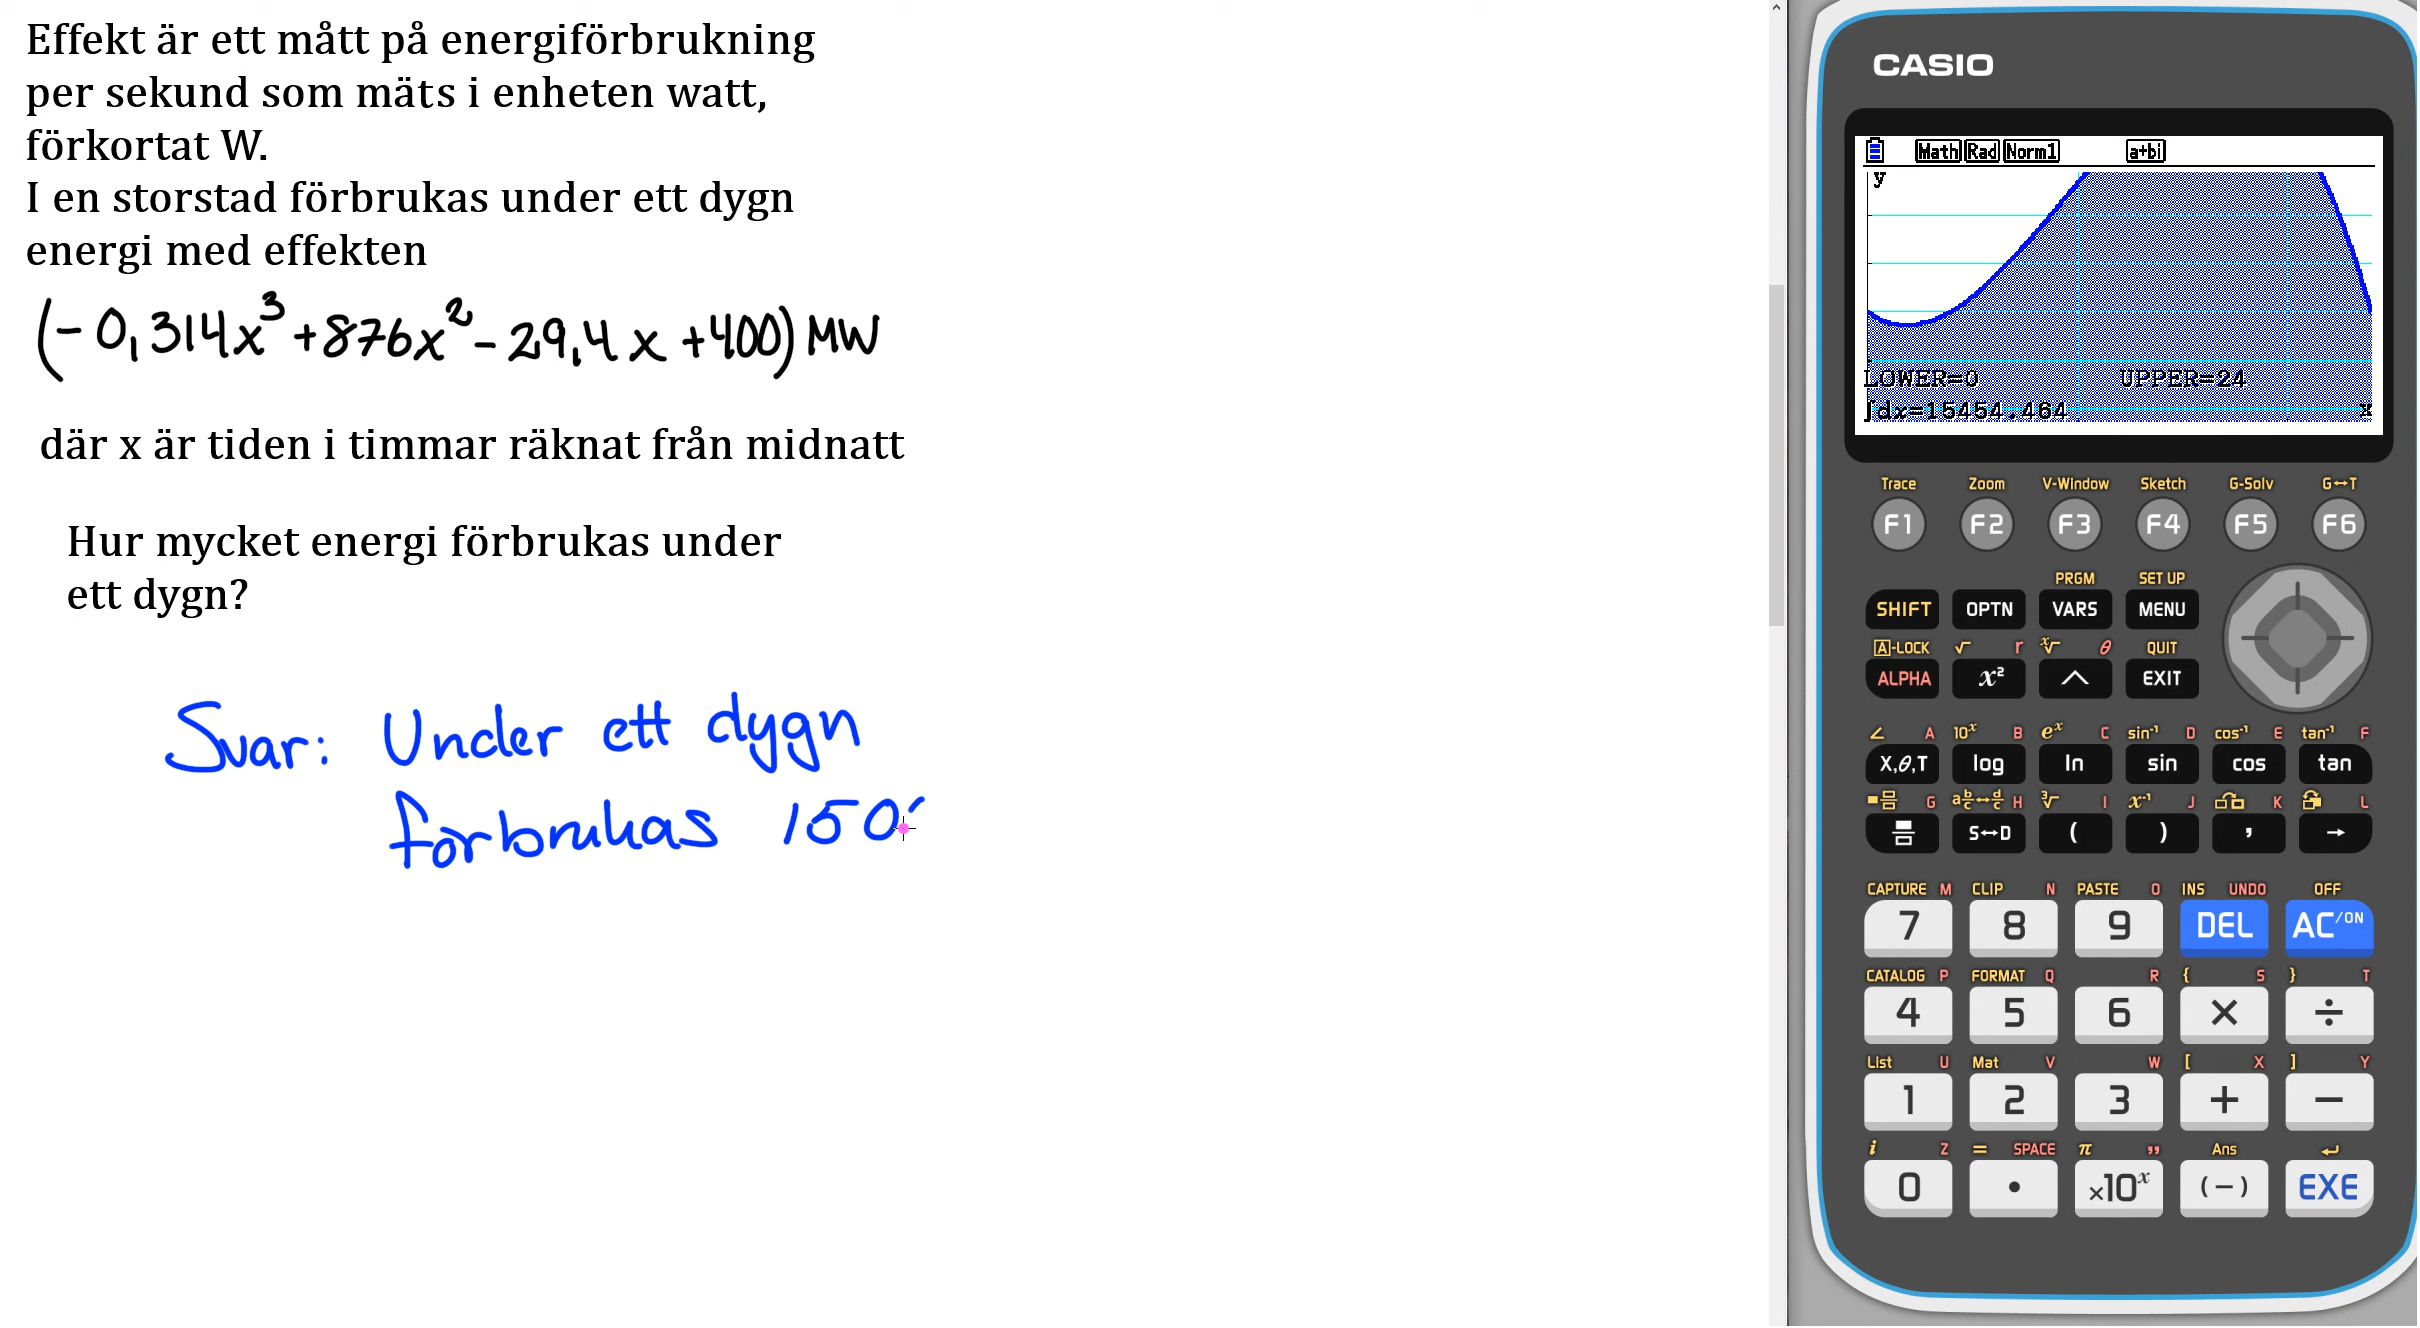 Effekt är ett mått på energiförbrukning
per sekund som mäts i enheten watt,
förkortat W.
I en storstad förbrukas under ett dygn
energi med effekten
(-0,314x³+876x²-29,4x+400) MW
där x är tiden i timmar räknat från midnatt
Hur mycket energi förbrukas under
ett dygn?
Svar: Under ett dygn
förbrukas 150
CASIO
Math Rad Norm1 a+bi
y
LOWER=0 UPPER=24
∫dx=15454.464 x
Trace Zoom V-Window Sketch G-Solv G↔T
F1 F2 F3 F4 F5 F6
PRGM SET UP
SHIFT OPTN VARS MENU
A-LOCK √ r ˣ√ θ QUIT
ALPHA x² ^ EXIT
∠ A 10ˣ B eˣ C sin⁻¹ D cos⁻¹ E tan⁻¹ F
X,θ,T log ln sin cos tan
G a b/c↔d/c H ³√ I x⁻¹ J K L
S↔D ( ) , →
CAPTURE M CLIP N PASTE O INS UNDO OFF
7 8 9 DEL AC/ON
CATALOG P FORMAT Q R { S } T
4 5 6 × ÷
List U Mat V W [ X ] Y
1 2 3 + −
i Z = SPACE π " Ans ↵
0 • ×10ˣ (−) EXE